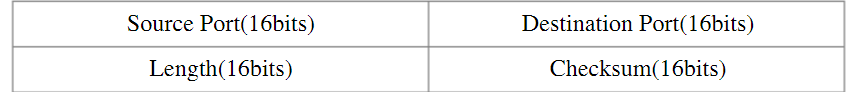 Source Port(16bits) Destination Port(16bits)
Length(16bits) Checksum(16bits)